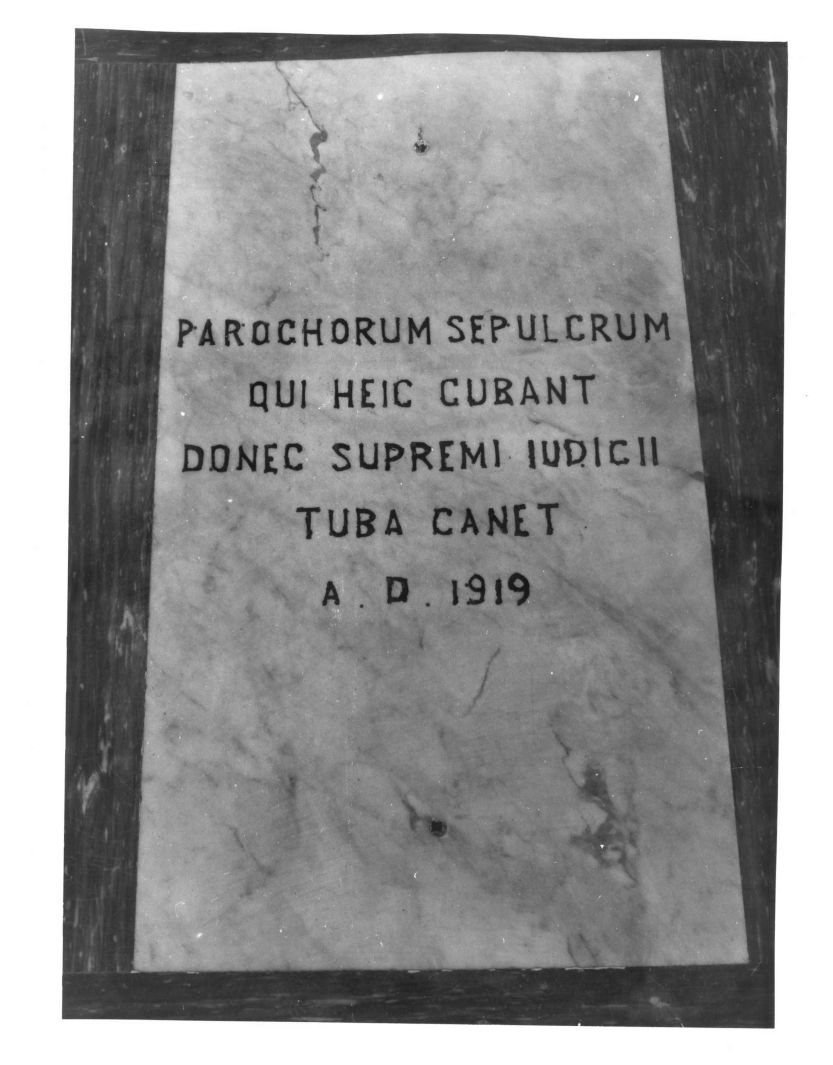 PAROCHORUM SEPULCRUM
QUI HEIC CUBANT
DONEC SUPREMI IUDICII
TUBA CANET
A . D . 1919